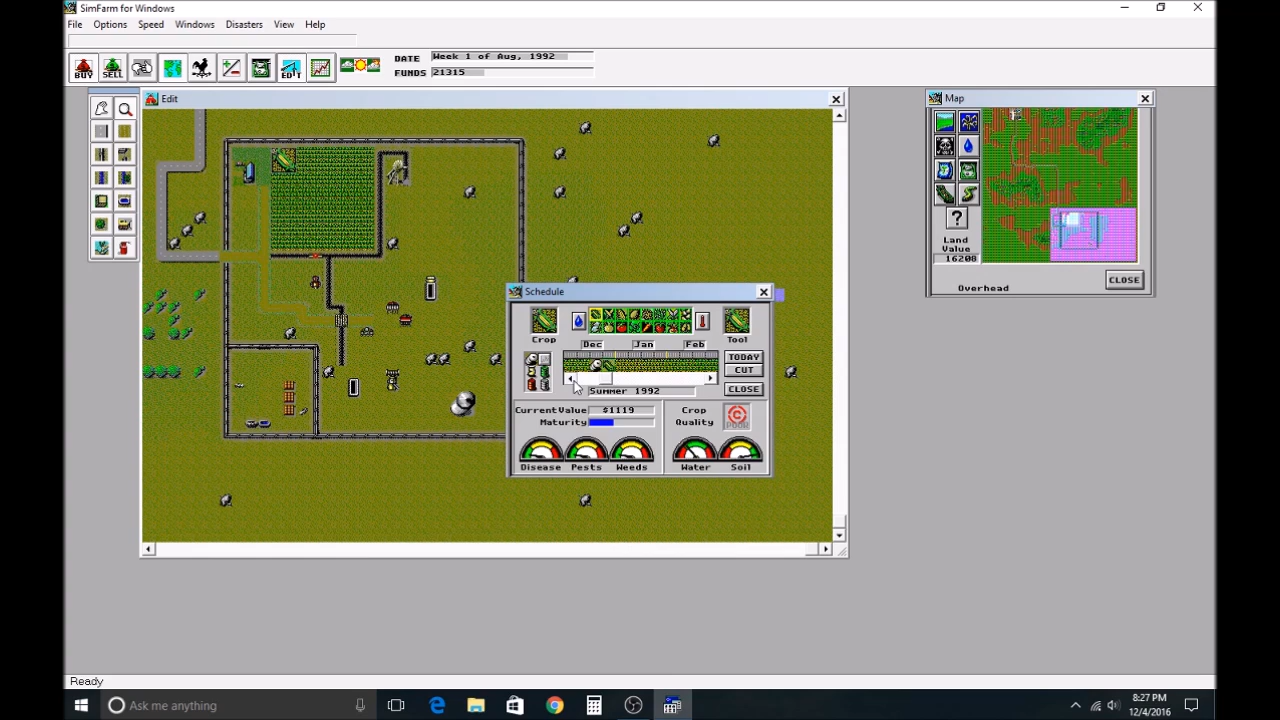 SimFarm for Windows
File Options Speed Windows Disasters View Help
BUY SELL EDIT
DATE Week 1 of Aug, 1992
FUNDS 21315
Edit
Map
?
Land
Value
16208
CLOSE
Overhead
Schedule
Crop Tool
Dec Jan Feb
TODAY
CUT
Summer 1992
CLOSE
Current Value $1119
Maturity
Crop
Quality
POOR
Disease Pests Weeds Water Soil
Ready
Ask me anything
8:27 PM
12/4/2016